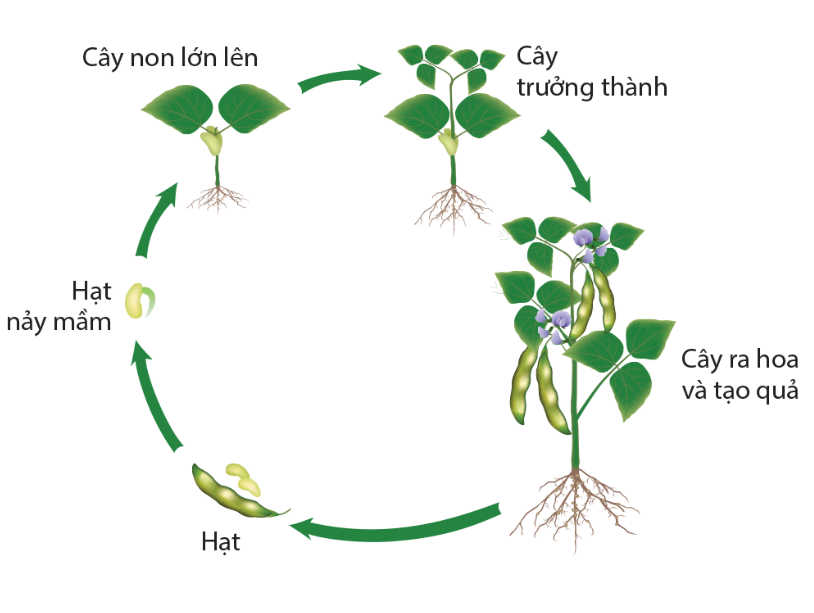 Cây non lớn lên
Cây
trưởng thành
Hạt
nảy mầm
Cây ra hoa
và tạo quả
Hạt